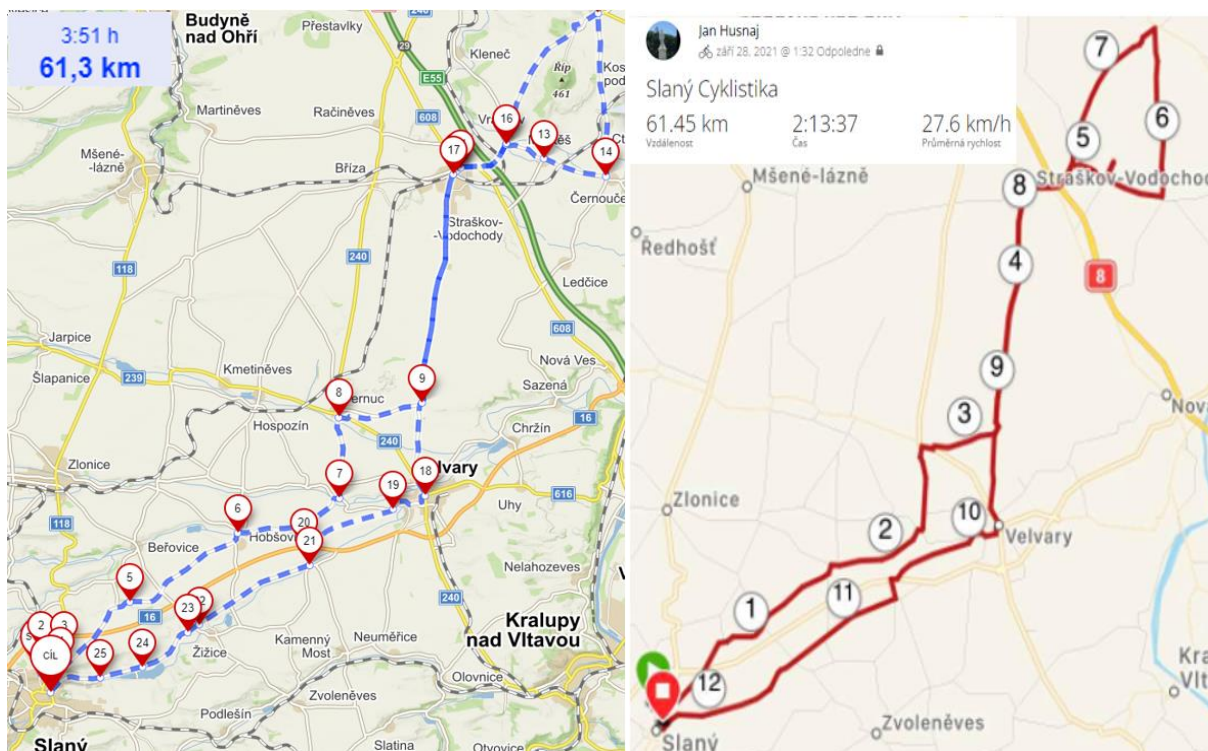 3:51 h
61,3 km
Budyně
nad Ohří
Přestavlky
Kleneč
29
E55
Říp
461
Martiněves
Račiněves
608
Mšené-
-lázně
Bříza
16
13
14
17
Černouče
Straškov-
-Vodochody
240
118
Ledčice
608
Jarpice
Nová Ves
Šlapanice
239
Kmetiněves
8
9
Sazená
16
Hospozín
240
Chržín
Zlonice
7
19
18
616
Uhy
118
6
20
21
Beřovice
5
Nelahozeves
16
23
240
2
3
CÍL
25
24
Žižice
Kamenný
Most
Neuměřice
Kralupy
nad Vltavou
Olovnice
Zvoleněves
Podlešín
Slaný
Slatina
Otvovice
Jan Husnaj
září 28, 2021 @ 1:32 Odpoledne
Slaný Cyklistika
61.45 km
2:13:37
27.6 km/h
Vzdálenost
Čas
Průměrná rychlost
7
6
5
Mšené-lázně
8
Straškov-Vodochody
Ředhošť
4
8
9
Nová
3
Zlonice
10
2
Velvary
11
1
12
Kra
Vlt
Slaný
Zvoleněves